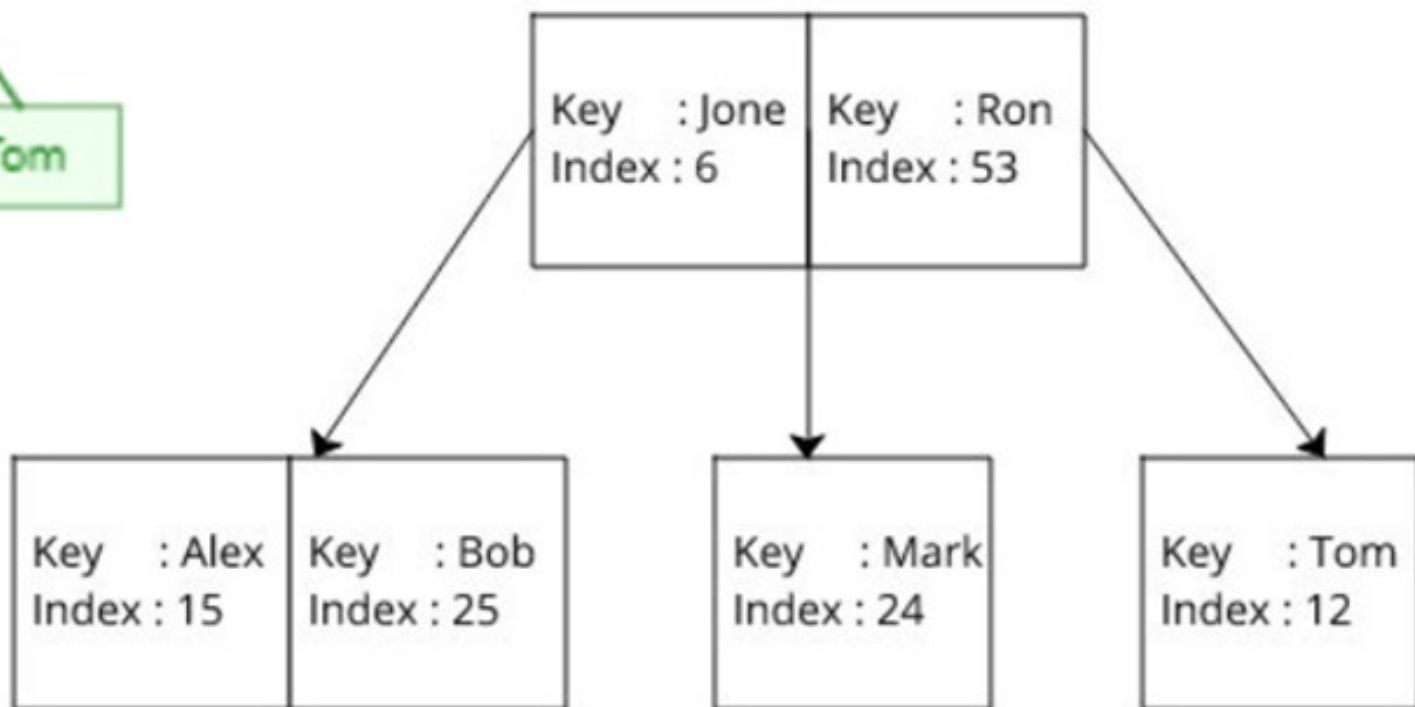 Key : Jone
Index : 6
Key : Ron
Index : 53
Tom
Key : Alex
Index : 15
Key : Bob
Index : 25
Key : Mark
Index : 24
Key : Tom
Index : 12